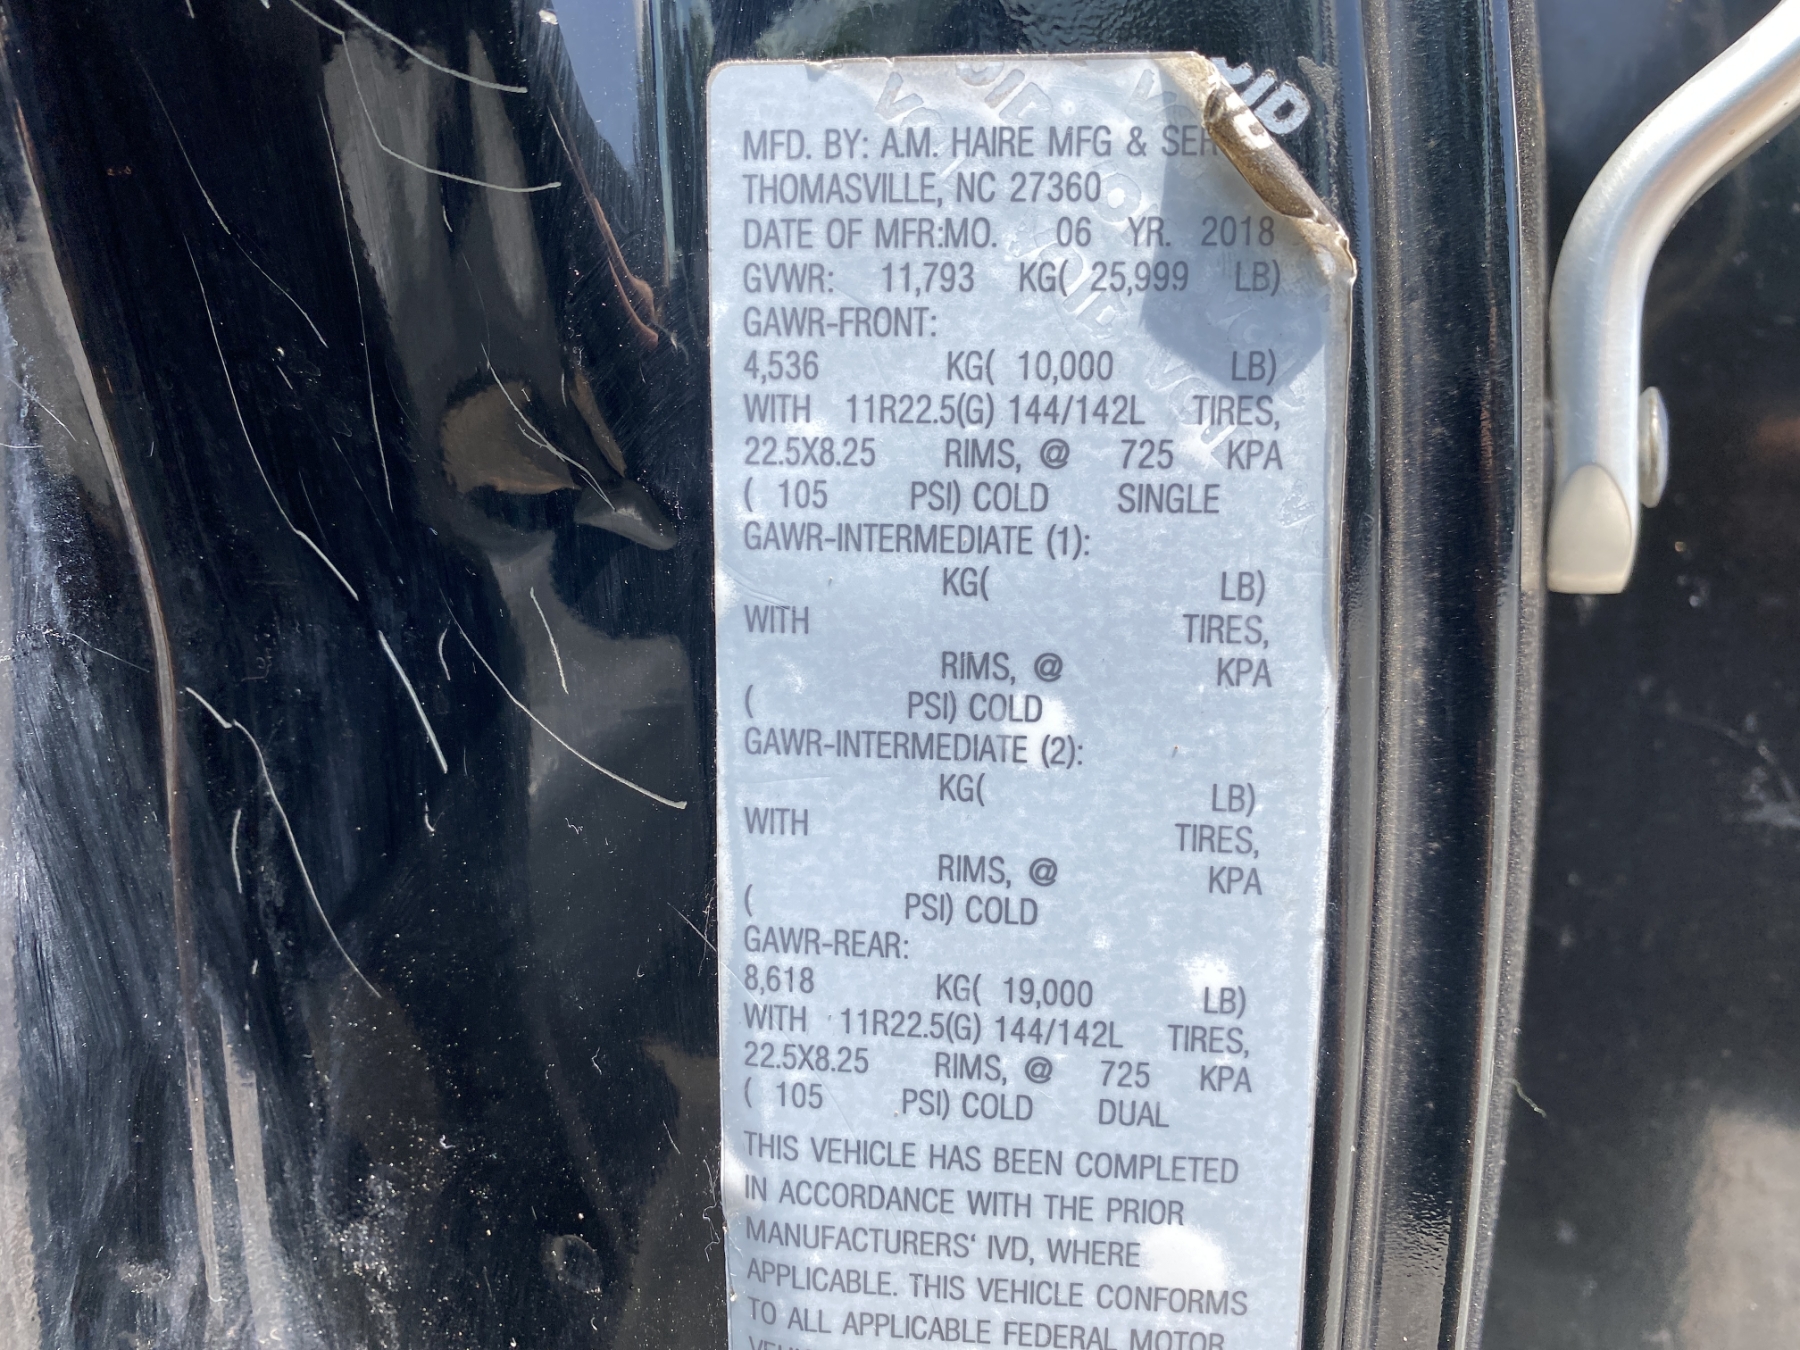 MFD. BY: A.M. HAIRE MFG & SER
THOMASVILLE, NC 27360
DATE OF MFR:MO. 06 YR. 2018
GVWR: 11,793 KG( 25,999 LB)
GAWR-FRONT:
4,536 KG( 10,000 LB)
WITH 11R22.5(G) 144/142L TIRES,
22.5X8.25 RIMS, @ 725 KPA
( 105 PSI) COLD SINGLE
GAWR-INTERMEDIATE (1):
KG( LB)
WITH TIRES,
RIMS, @ KPA
( PSI) COLD
GAWR-INTERMEDIATE (2):
KG( LB)
WITH TIRES,
RIMS, @ KPA
( PSI) COLD
GAWR-REAR:
8,618 KG( 19,000 LB)
WITH 11R22.5(G) 144/142L TIRES,
22.5X8.25 RIMS, @ 725 KPA
( 105 PSI) COLD DUAL
THIS VEHICLE HAS BEEN COMPLETED
IN ACCORDANCE WITH THE PRIOR
MANUFACTURERS' IVD, WHERE
APPLICABLE. THIS VEHICLE CONFORMS
TO ALL APPLICABLE FEDERAL MOTOR